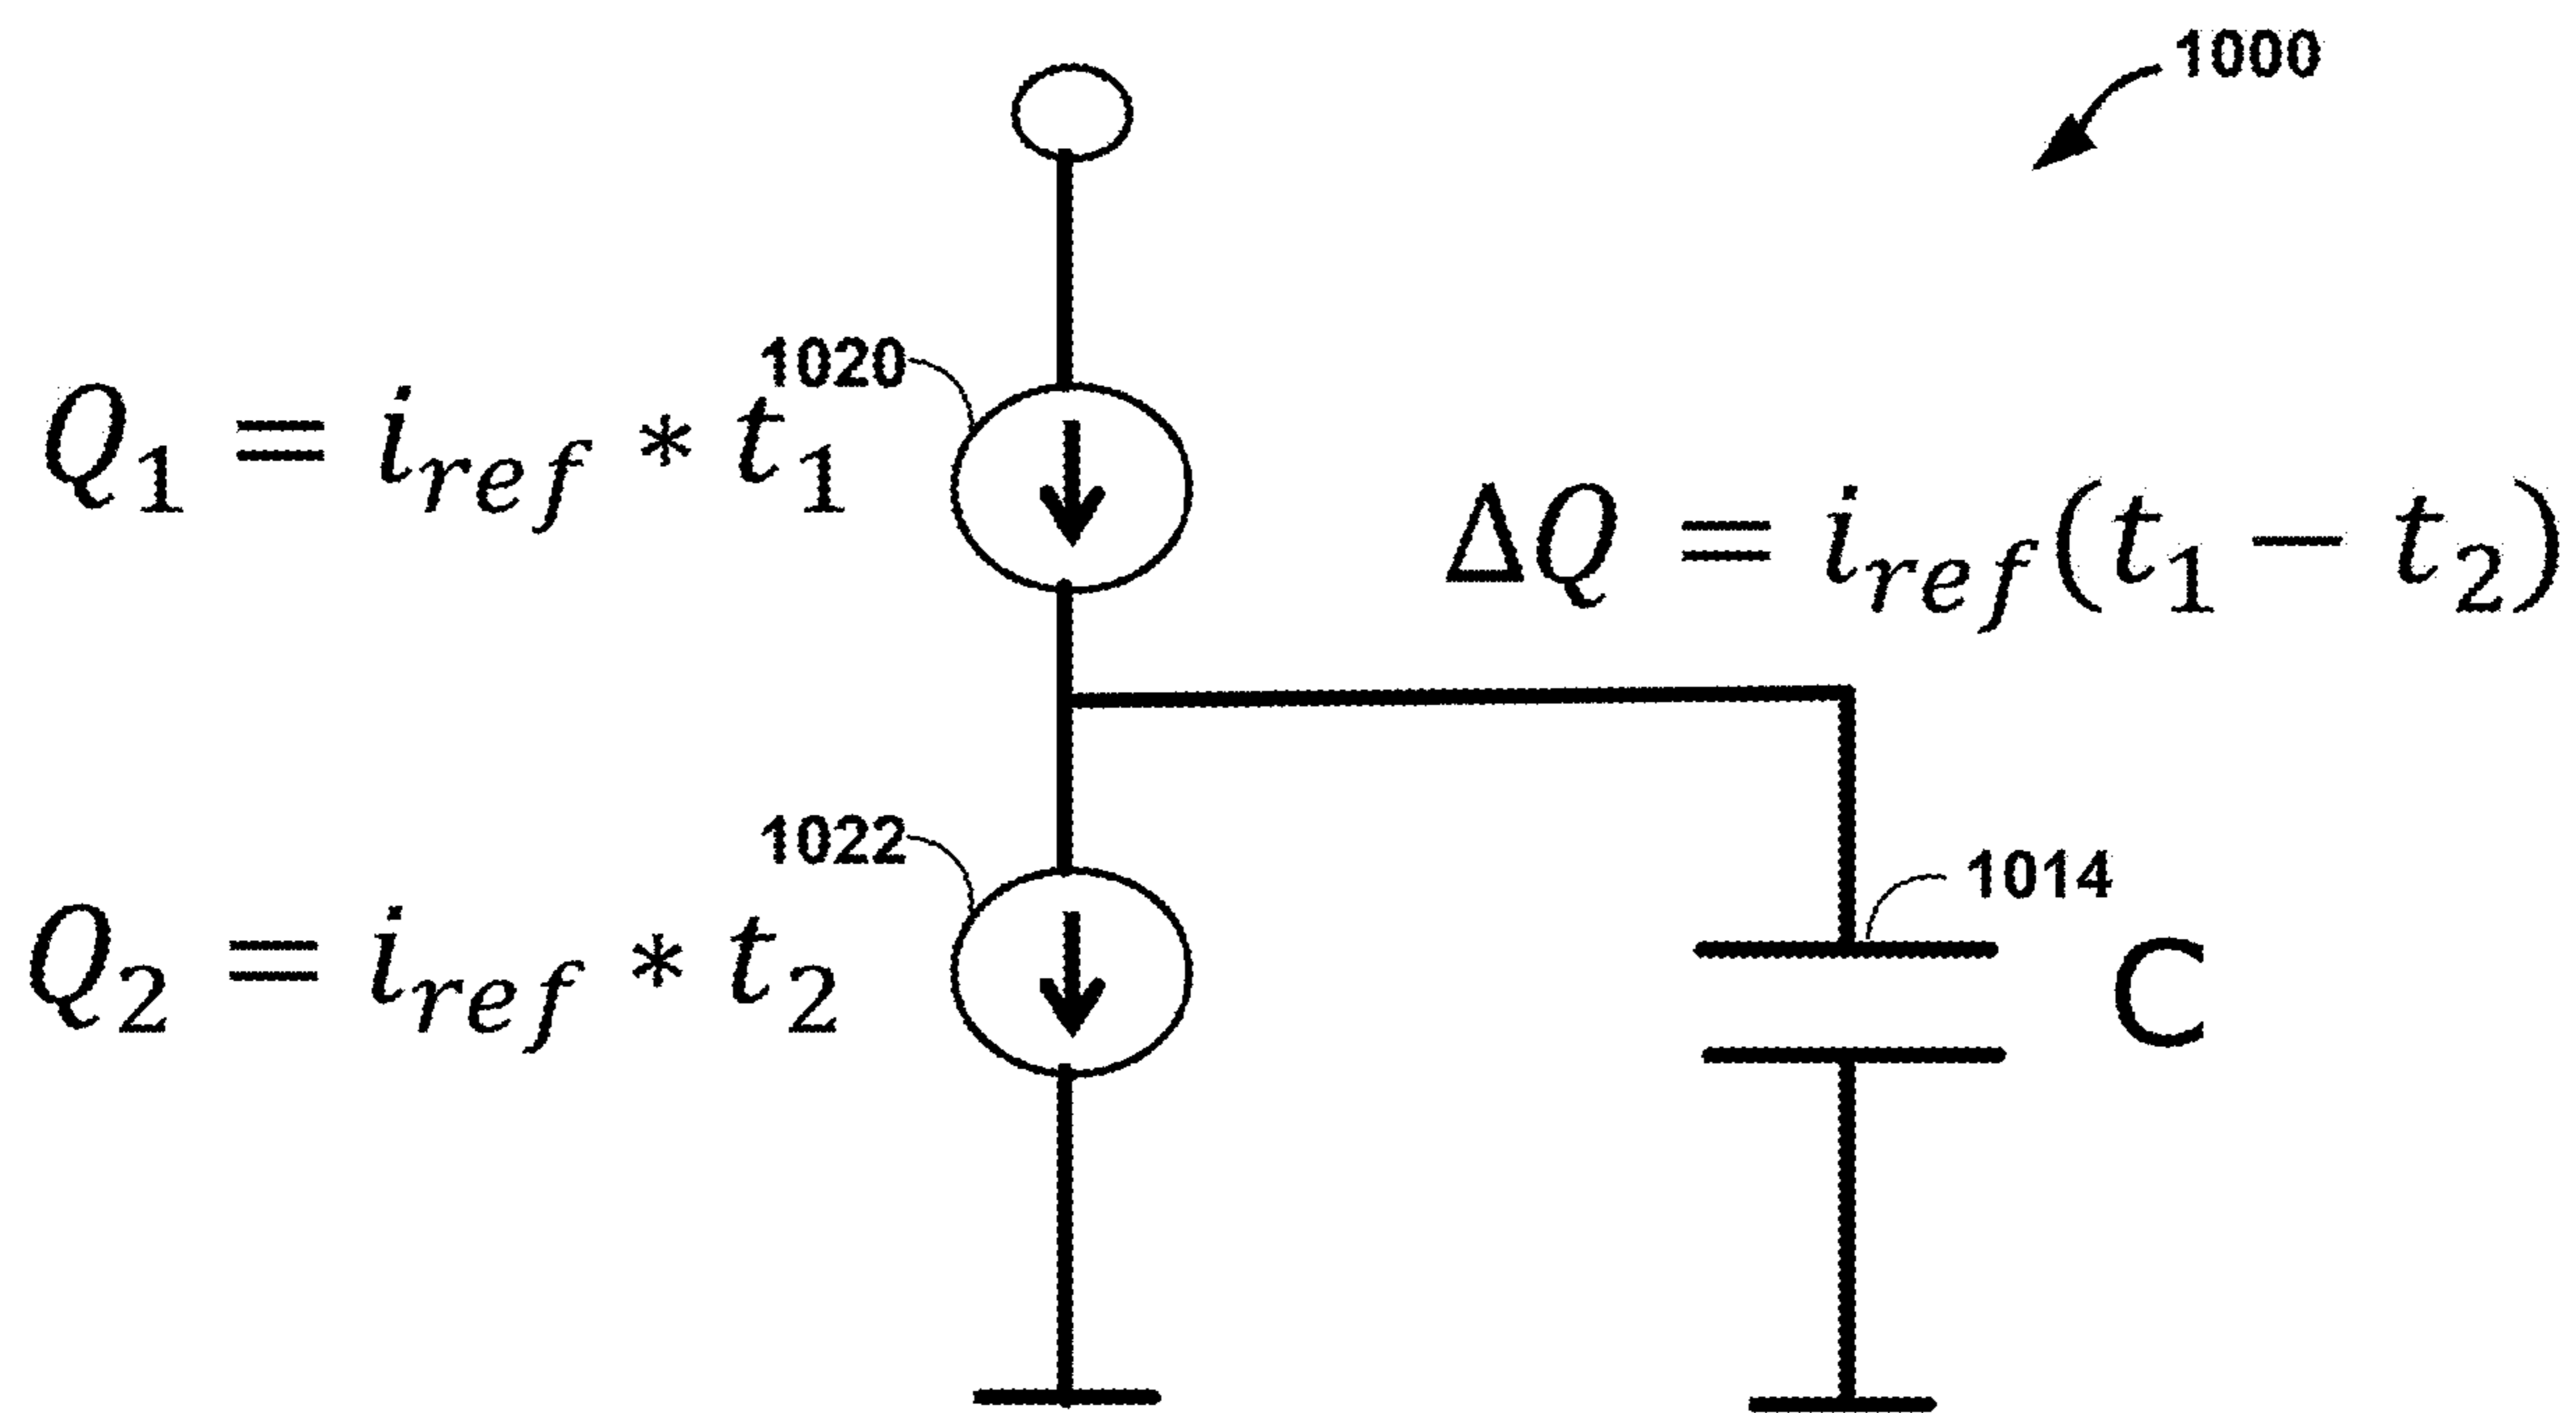 1000
1020
Q₁ = i_ref * t₁
ΔQ = i_ref(t₁ − t₂)
1022
1014
Q₂ = i_ref * t₂
C